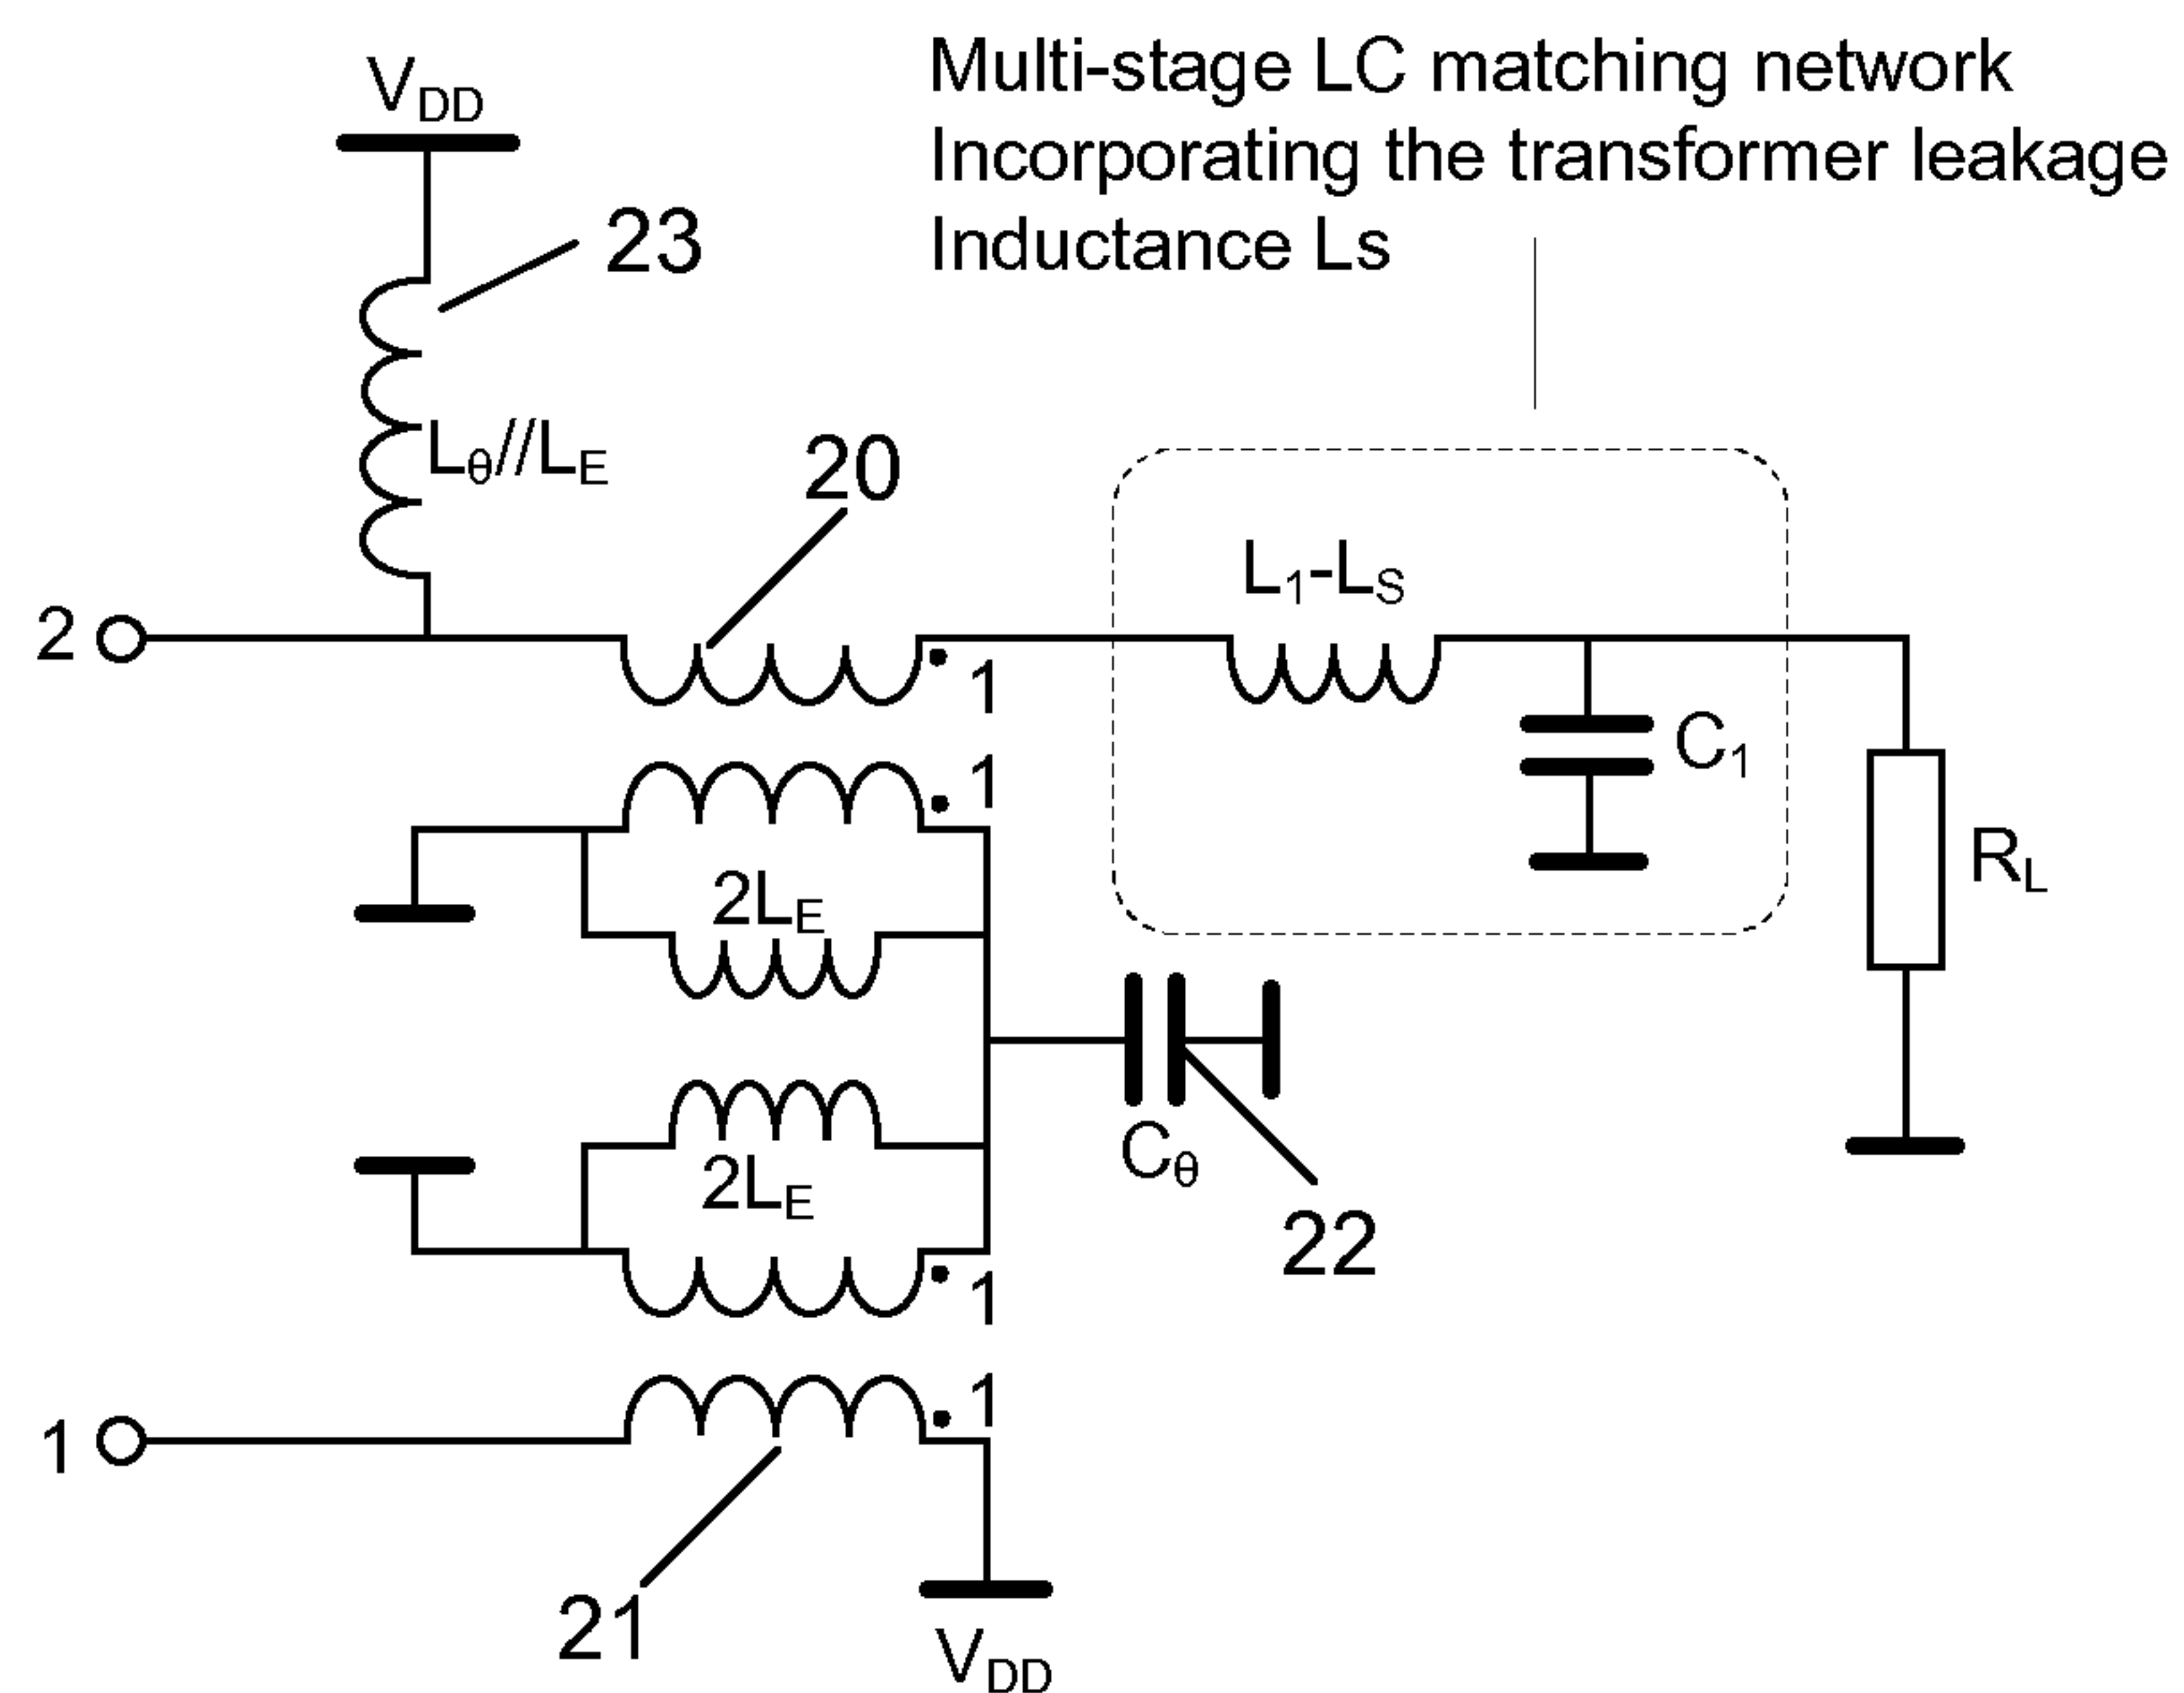 Multi-stage LC matching network
Incorporating the transformer leakage
Inductance Ls
VDD
23
Lθ//LE
20
2
L1-LS
1
C1
1
RL
2LE
Cθ
2LE
22
1
1
1
21
VDD